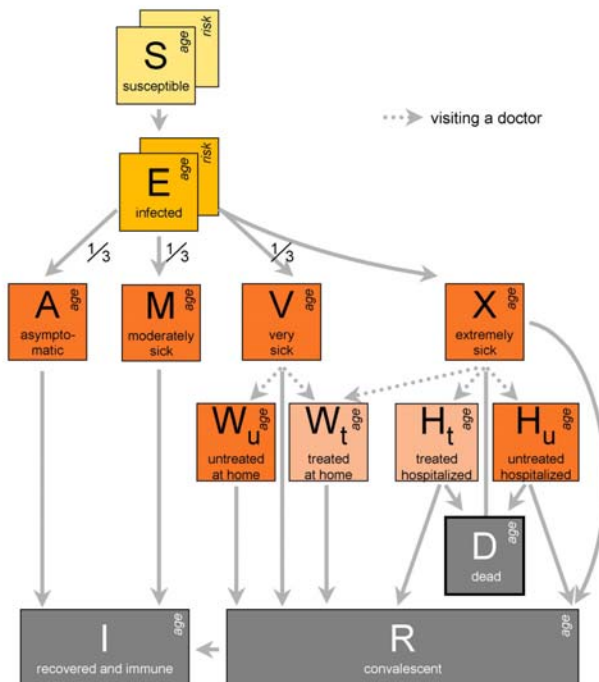 S
age
risk
susceptible
visiting a doctor
E
age
risk
infected
1/3
1/3
1/3
A
age
asympto-
matic
M
age
moderately
sick
V
age
very
sick
X
age
extremely
sick
Wu
age
untreated
at home
Wt
age
treated
at home
Ht
age
treated
hospitalized
Hu
age
untreated
hospitalized
D
age
dead
I
age
recovered and immune
R
age
convalescent